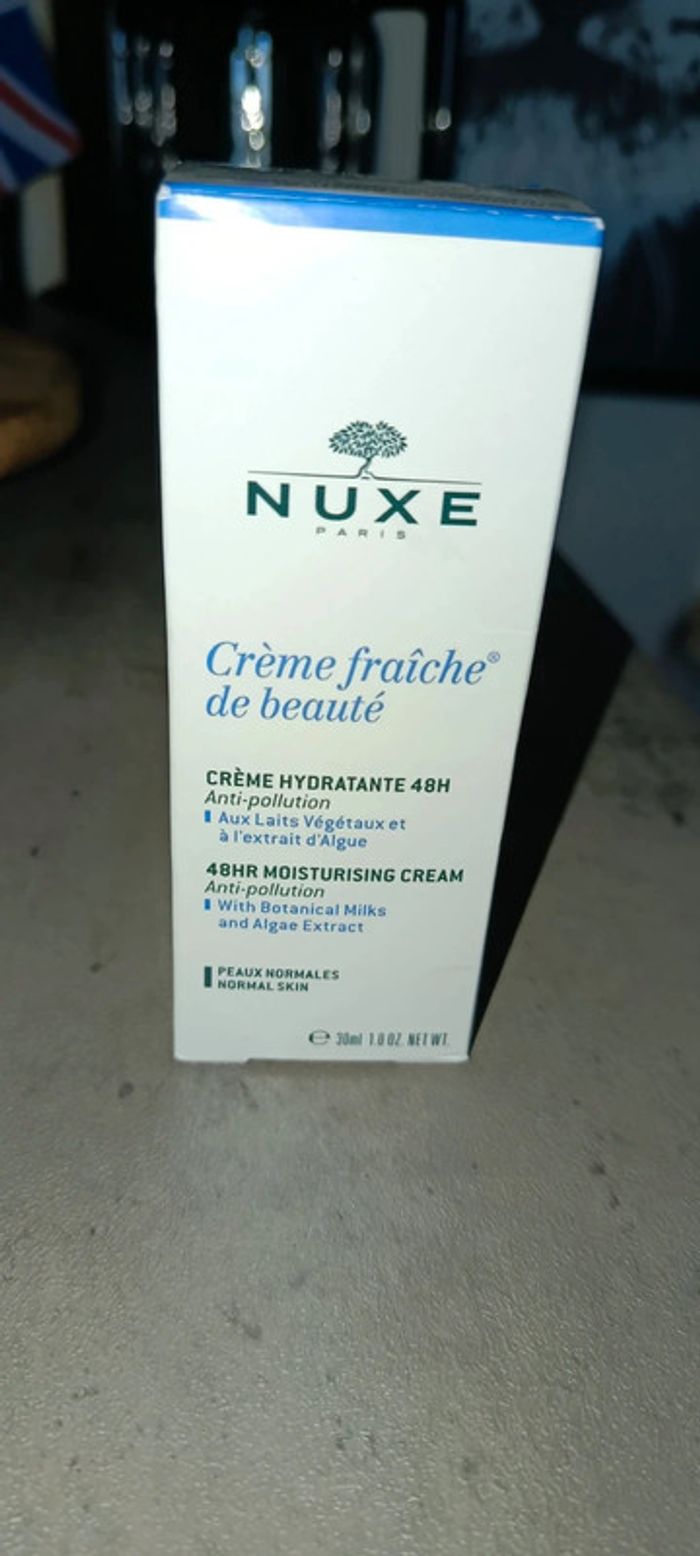 NUXE
PARIS
Crème fraîche®
de beauté
CRÈME HYDRATANTE 48H
Anti-pollution
Aux Laits Végétaux et
à l'extrait d'Algue
48HR MOISTURISING CREAM
Anti-pollution
With Botanical Milks
and Algae Extract
PEAUX NORMALES
NORMAL SKIN
℮ 30ml 1.0 OZ. NET WT.